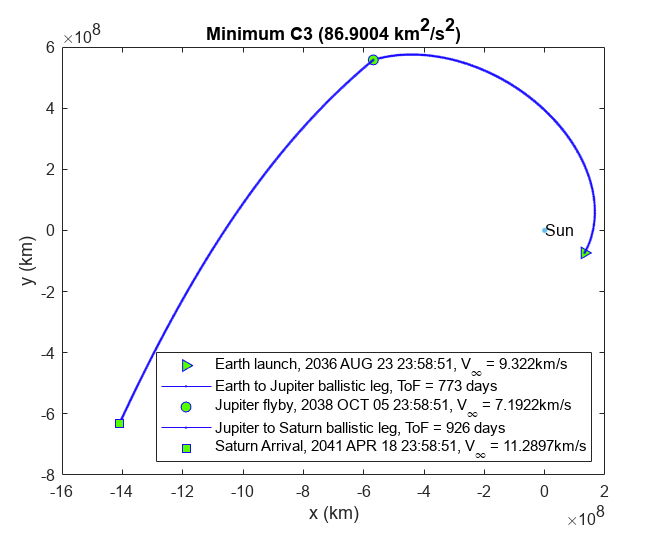 Minimum C3 (86.9004 km²/s²)
×10⁸
6
4
2
0
-2
-4
-6
-8
y (km)
Sun
Earth launch, 2036 AUG 23 23:58:51, V∞ = 9.322km/s
Earth to Jupiter ballistic leg, ToF = 773 days
Jupiter flyby, 2038 OCT 05 23:58:51, V∞ = 7.1922km/s
Jupiter to Saturn ballistic leg, ToF = 926 days
Saturn Arrival, 2041 APR 18 23:58:51, V∞ = 11.2897km/s
-16 -14 -12 -10 -8 -6 -4 -2 0 2
x (km)
×10⁸